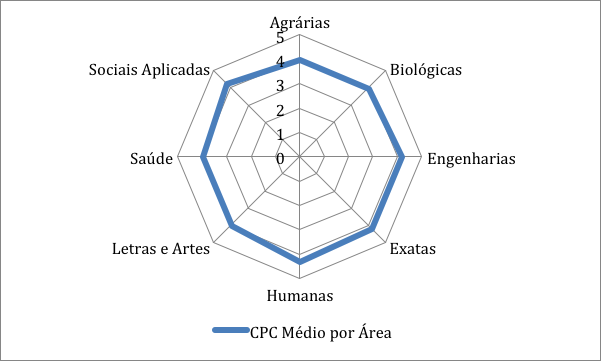 Agrárias
5
Sociais Aplicadas
4
Biológicas
3
2
1
Saúde
0
Engenharias
Letras e Artes
Exatas
Humanas
CPC Médio por Área